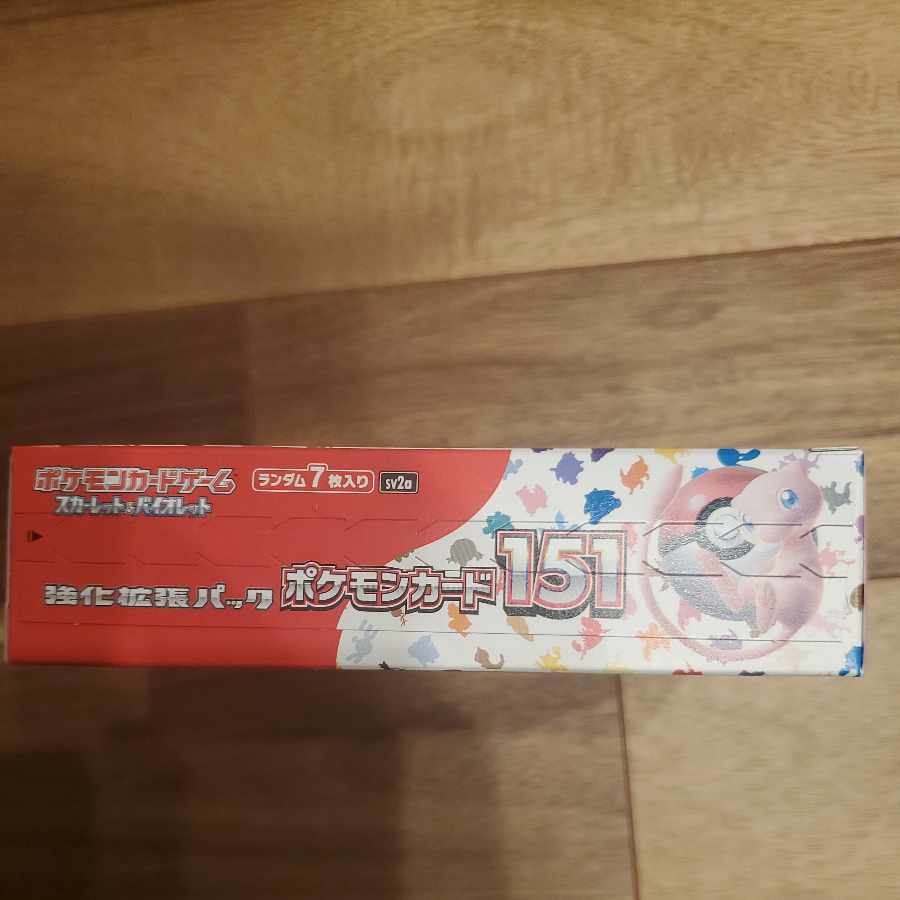 ポケモンカードゲーム
スカーレット&バイオレット
ランダム7枚入り
sv2a
強化拡張パック
ポケモンカード151